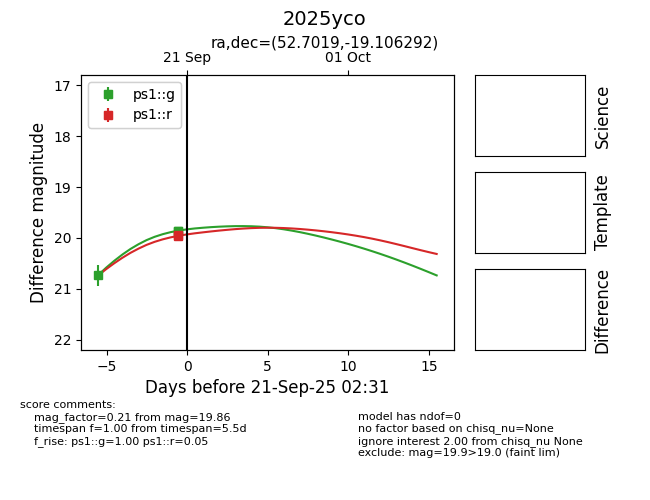 2025yco
ra,dec=(52.7019,-19.106292)
21 Sep
01 Oct
17
18
19
20
21
22
Difference magnitude
ps1::g
ps1::r
−5
0
5
10
15
Days before 21-Sep-25 02:31
Science
Template
Difference
score comments:
mag_factor=0.21 from mag=19.86
timespan f=1.00 from timespan=5.5d
f_rise: ps1::g=1.00 ps1::r=0.05
model has ndof=0
no factor based on chisq_nu=None
ignore interest 2.00 from chisq_nu None
exclude: mag=19.9>19.0 (faint lim)